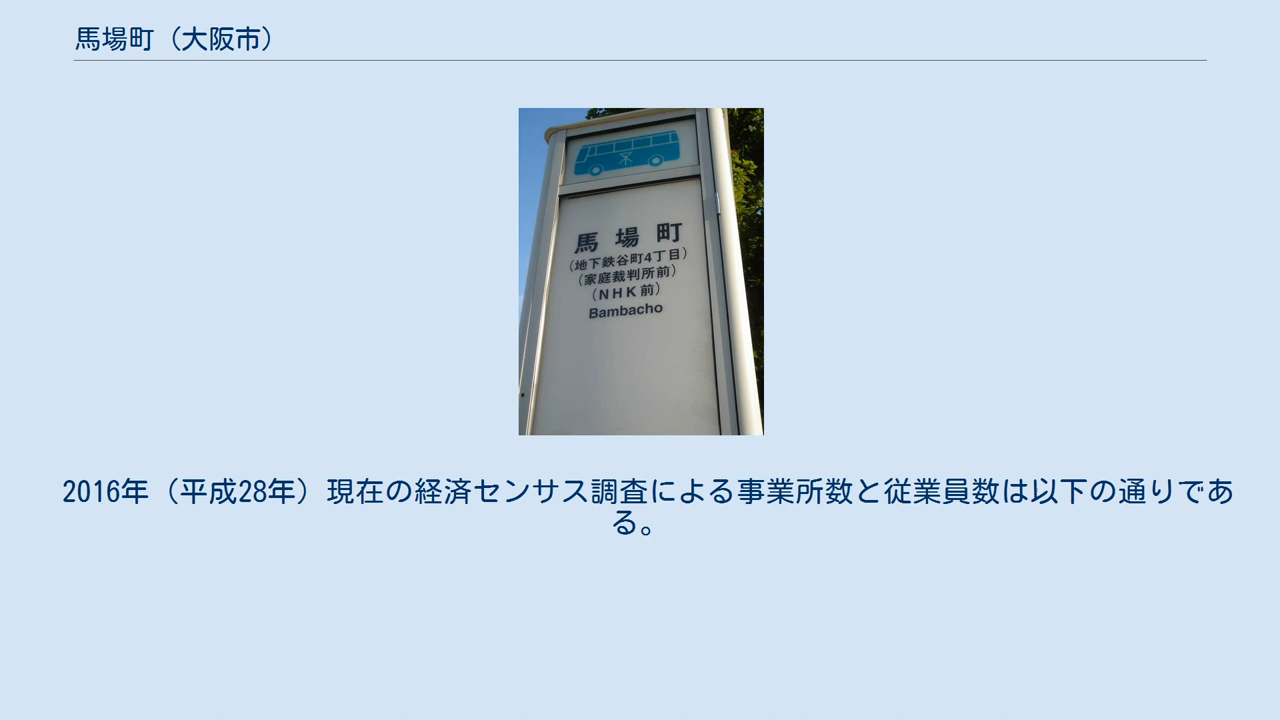 馬場町（大阪市）
馬場町
（地下鉄谷町4丁目）
（家庭裁判所前）
（NHK前）
Bambacho
2016年（平成28年）現在の経済センサス調査による事業所数と従業員数は以下の通りであ
る。